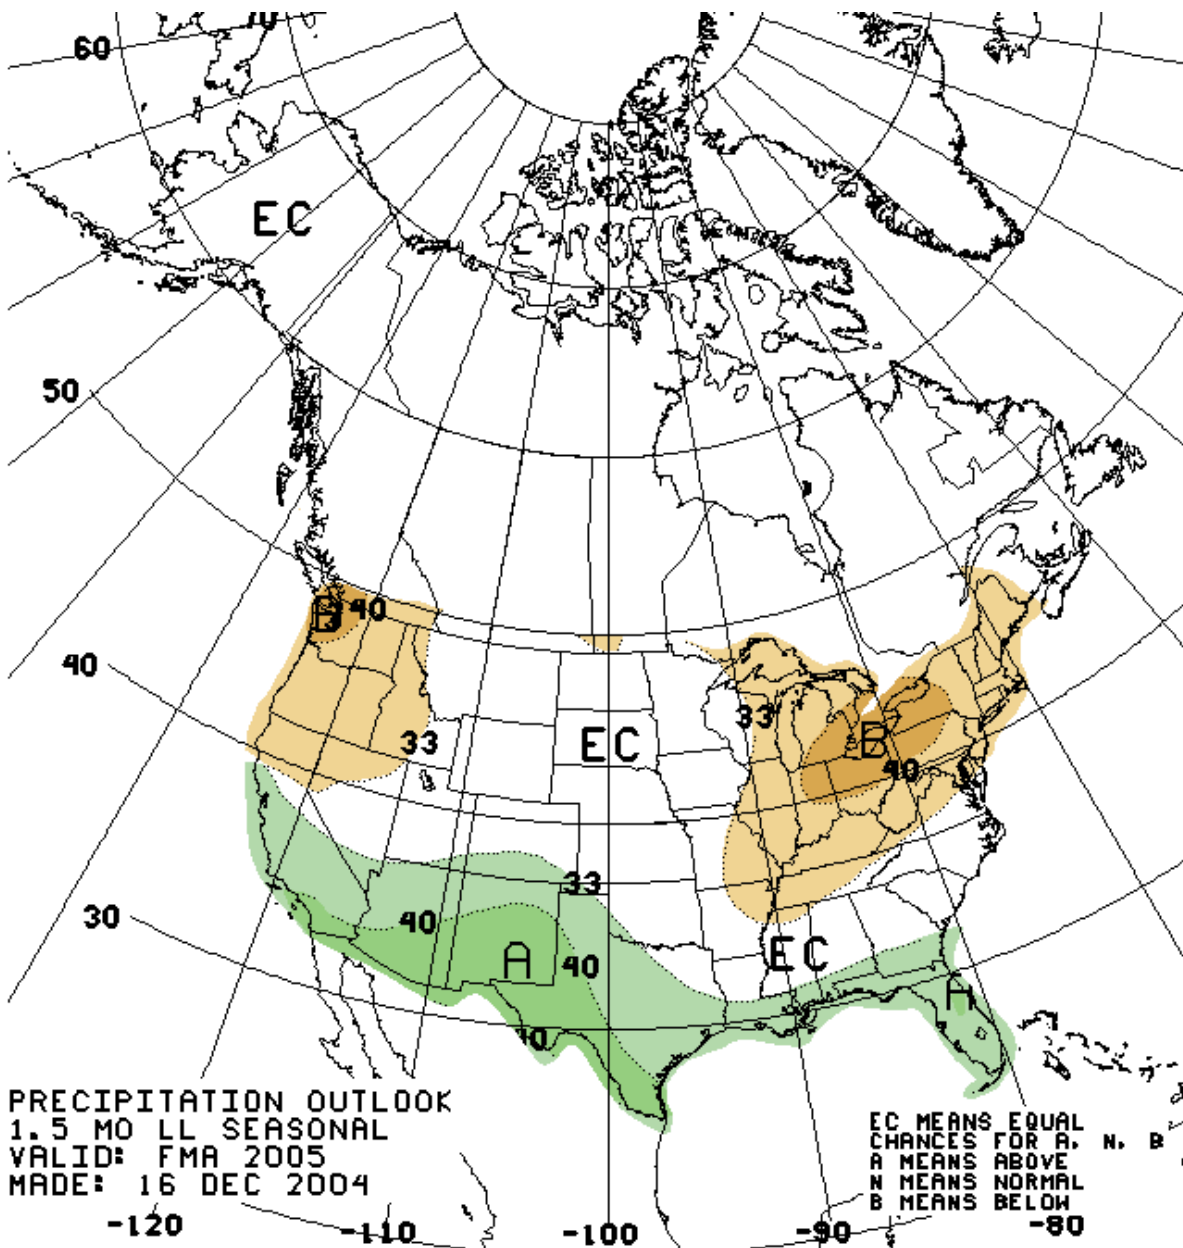 70
60
EC
50
B 40
40
33
33
EC
B
40
33
40
30
A
40
EC
A
40
PRECIPITATION OUTLOOK
1.5 MO LL SEASONAL
VALID: FMA 2005
MADE: 16 DEC 2004
EC MEANS EQUAL
CHANCES FOR A, N, B
A MEANS ABOVE
N MEANS NORMAL
B MEANS BELOW
-120
-110
-100
-90
-80